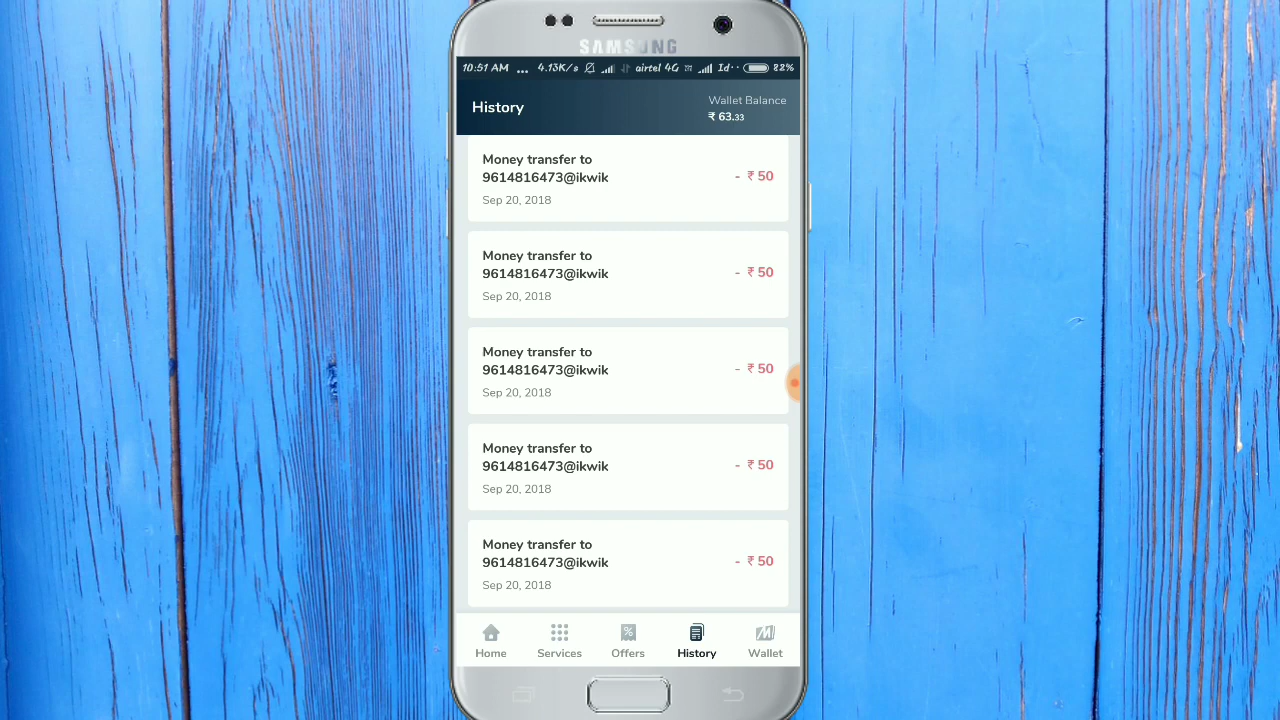 SAMSUNG
10:51 AM ... 4.13K/s airtel 4G Id·· 22%
History
Wallet Balance
₹ 63.33
Money transfer to
9614816473@ikwik
- ₹ 50
Sep 20, 2018
Money transfer to
9614816473@ikwik
- ₹ 50
Sep 20, 2018
Money transfer to
9614816473@ikwik
- ₹ 50
Sep 20, 2018
Money transfer to
9614816473@ikwik
- ₹ 50
Sep 20, 2018
Money transfer to
9614816473@ikwik
- ₹ 50
Sep 20, 2018
Home Services Offers History Wallet